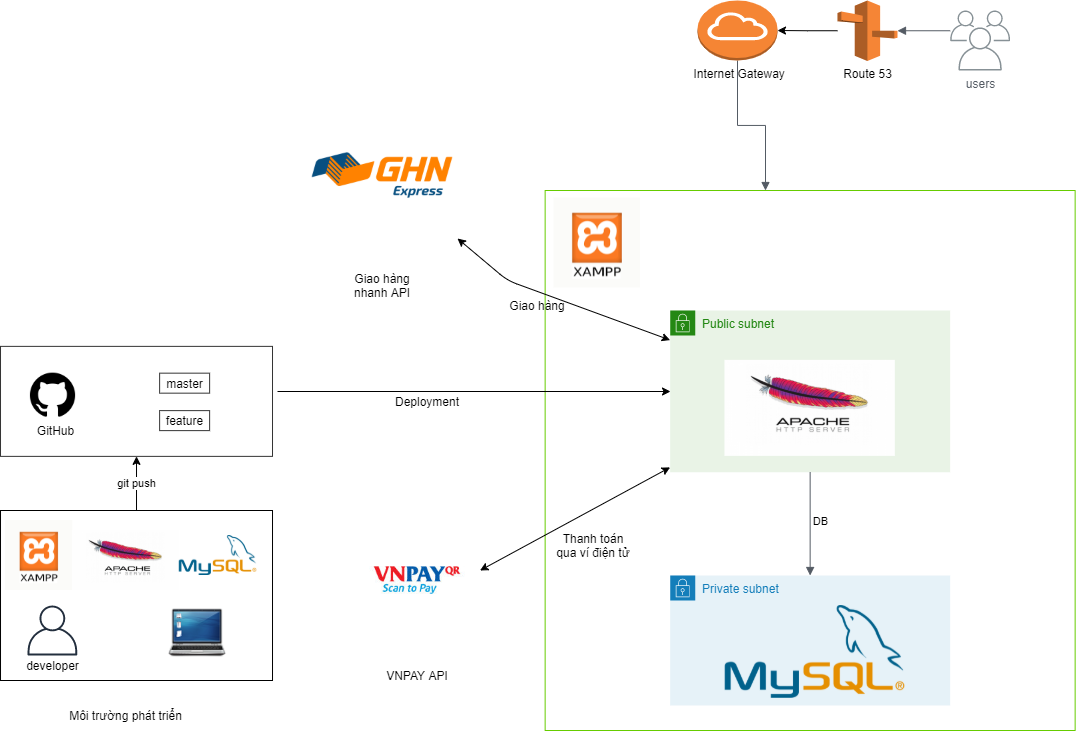 Internet Gateway
Route 53
users
GHN
Express
XAMPP
Giao hàng
nhanh API
Giao hàng
Public subnet
master
APACHE
HTTP SERVER
Deployment
feature
GitHub
git push
DB
Thanh toán
qua ví điện tử
XAMPP
APACHE
HTTP SERVER
MySQL®
VNPAYQR
Scan to Pay
Private subnet
MySQL®
developer
VNPAY API
Môi trường phát triển